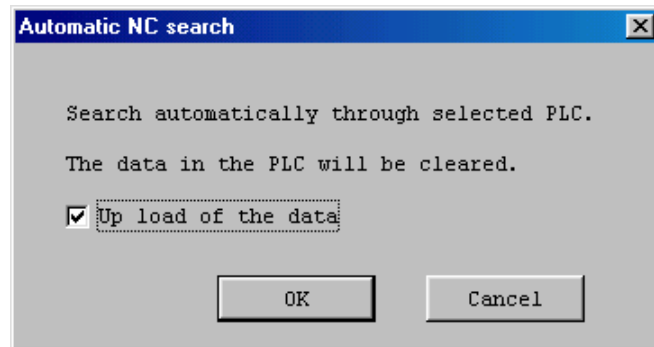 Automatic NC search
Search automatically through selected PLC.
The data in the PLC will be cleared.
Up load of the data
OK Cancel